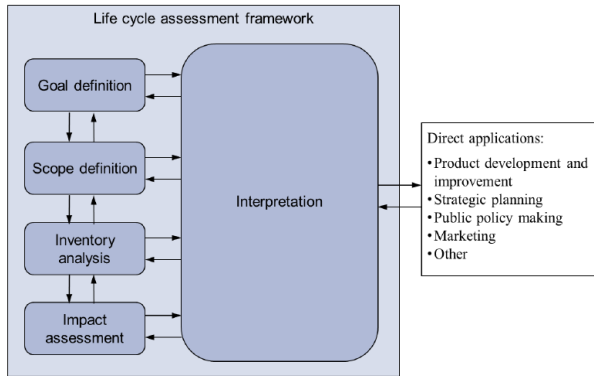 Life cycle assessment framework
Goal definition
Scope definition
Inventory
analysis
Impact
assessment
Interpretation
Direct applications:
•Product development and
improvement
•Strategic planning
•Public policy making
•Marketing
•Other